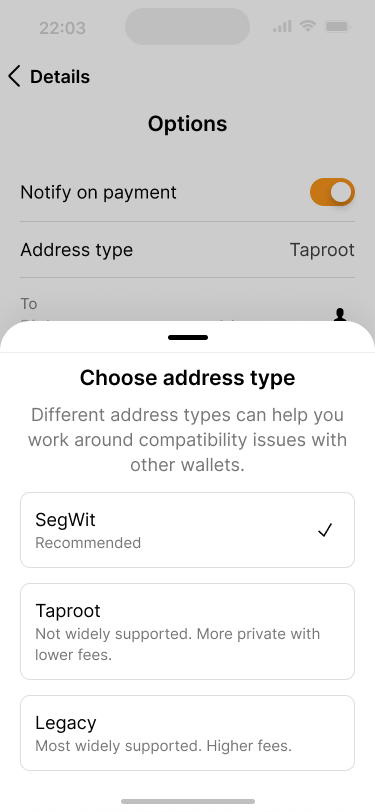 22:03
Details
Options
Notify on payment
Address type
Taproot
To
Choose address type
Different address types can help you
work around compatibility issues with
other wallets.
SegWit
Recommended
Taproot
Not widely supported. More private with
lower fees.
Legacy
Most widely supported. Higher fees.